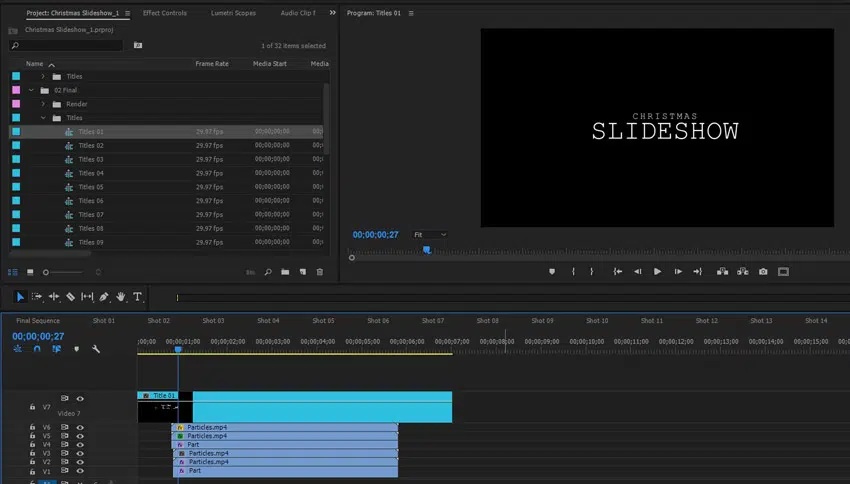 Project: Christmas Slideshow_1
Effect Controls
Lumetri Scopes
Audio Clip
Program: Titles 01
Christmas Slideshow_1.prproj
1 of 32 items selected
Name
Frame Rate
Media Start
Media
Titles
02 Final
Render
Titles
Titles 01 29.97 fps 00;00;00;00 00;
Titles 02 29.97 fps 00;00;00;00 00;
Titles 03 29.97 fps 00;00;00;00 00;
Titles 04 29.97 fps 00;00;00;00 00;
Titles 05 29.97 fps 00;00;00;00 00;
Titles 06 29.97 fps 00;00;00;00 00;
Titles 07 29.97 fps 00;00;00;00 00;
Titles 08 29.97 fps 00;00;00;00 00;
Titles 09 29.97 fps 00;00;00;00 00;
CHRISTMAS
SLIDESHOW
00;00;00;27
Fit
Final Sequence
Shot 01
Shot 02
Shot 03
Shot 04
Shot 05
Shot 06
Shot 07
Shot 08
Shot 09
Shot 10
Shot 11
Shot 12
Shot 13
Shot 14
00;00;00;27
;00;00
00;00;01;00
00;00;02;00
00;00;03;00
00;00;04;00
00;00;05;00
00;00;06;00
00;00;07;00
00;00;08;00
00;00;09;00
00;00;10;00
00;00;11;00
00;00;12;00
00;00;13;00
00;00;14;00
00;00;15;00
Title 01
V7
Video 7
V6 Particles.mp4
V5 Particles.mp4
V4 Part
V3 Particles.mp4
V2 Particles.mp4
V1 Part